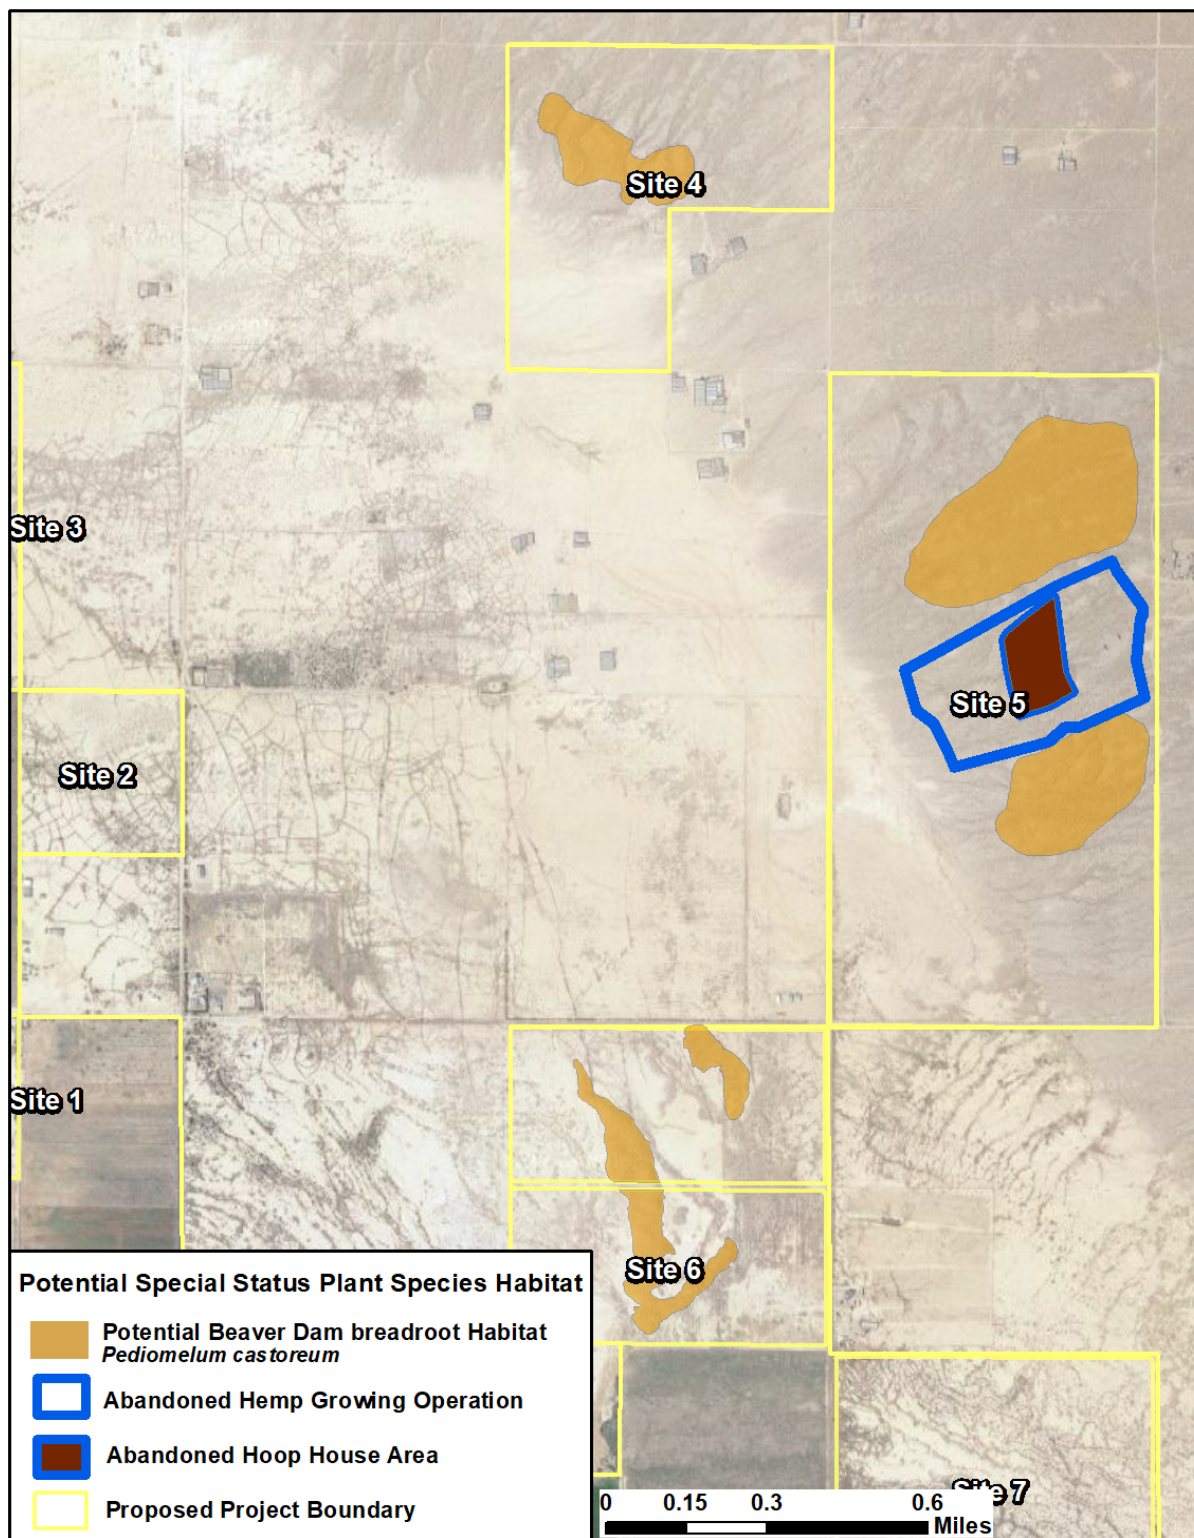 Site 4
Site 3
Site 5
Site 2
Site 1
Site 6
Potential Special Status Plant Species Habitat
Potential Beaver Dam breadroot Habitat
Pediomelum castoreum
Abandoned Hemp Growing Operation
Abandoned Hoop House Area
Proposed Project Boundary
Site 7
0 0.15 0.3 0.6
Miles